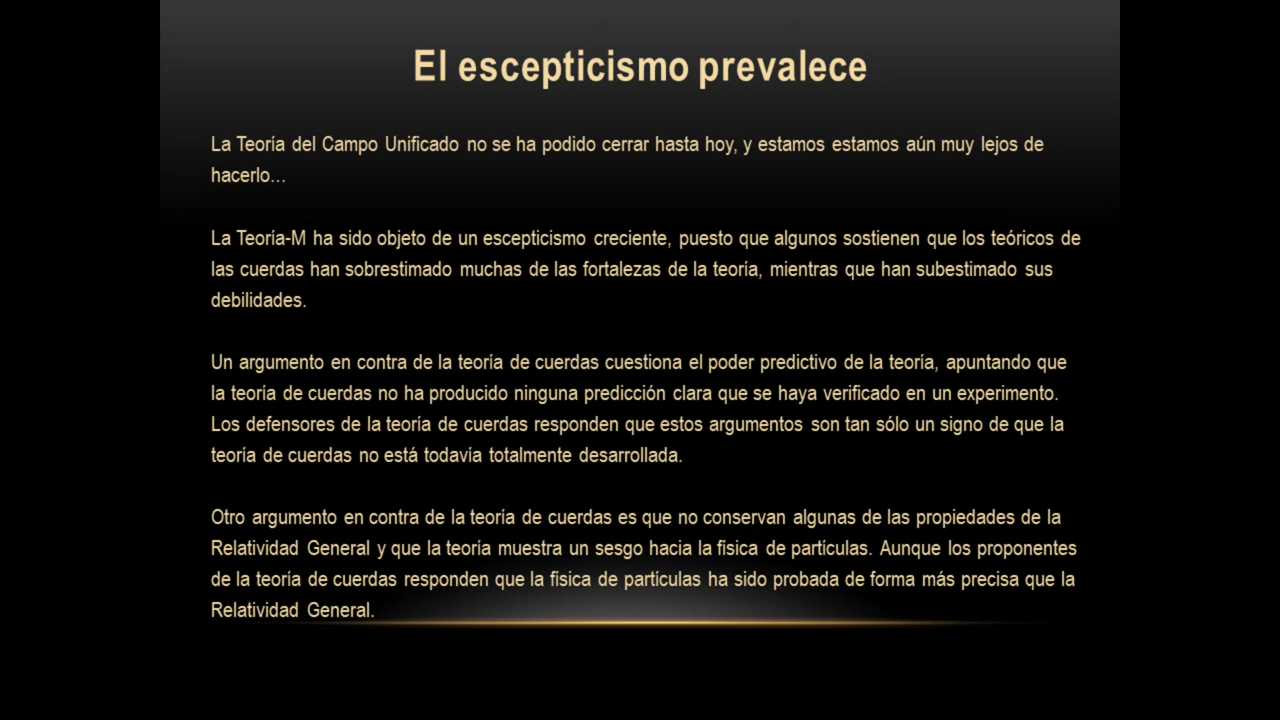 El escepticismo prevalece
La Teoría del Campo Unificado no se ha podido cerrar hasta hoy, y estamos estamos aún muy lejos de
hacerlo...
La Teoría-M ha sido objeto de un escepticismo creciente, puesto que algunos sostienen que los teóricos de
las cuerdas han sobrestimado muchas de las fortalezas de la teoría, mientras que han subestimado sus
debilidades.
Un argumento en contra de la teoría de cuerdas cuestiona el poder predictivo de la teoría, apuntando que
la teoría de cuerdas no ha producido ninguna predicción clara que se haya verificado en un experimento.
Los defensores de la teoría de cuerdas responden que estos argumentos son tan sólo un signo de que la
teoría de cuerdas no está todavía totalmente desarrollada.
Otro argumento en contra de la teoría de cuerdas es que no conservan algunas de las propiedades de la
Relatividad General y que la teoría muestra un sesgo hacia la física de partículas. Aunque los proponentes
de la teoría de cuerdas responden que la física de partículas ha sido probada de forma más precisa que la
Relatividad General.